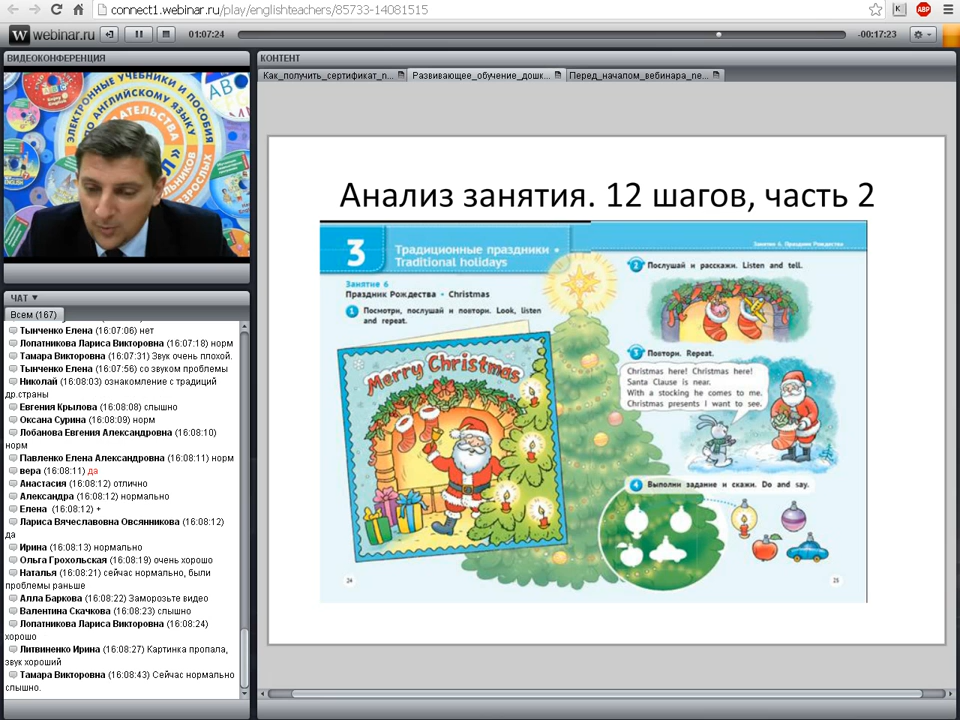 connect1.webinar.ru/play/englishteachers/85733-14081515
K
ABP
W webinar.ru
01:07:24
-00:17:23
ВИДЕОКОНФЕРЕНЦИЯ
ЭЛЕКТРОННЫЕ УЧЕБНИКИ И ПОСОБИЯ
ПО АНГЛИЙСКОМУ ЯЗЫКУ
ИЗДАТЕЛЬСТВА
ЧАТ ▼
Всем (167)
Тынченко Елена (16:07:06) нет
Лопатникова Лариса Викторовна (16:07:18) норм
Тамара Викторовна (16:07:31) Звук очень плохой.
Тынченко Елена (16:07:56) со звуком проблемы
Николай (16:08:03) ознакомление с традиций
др.страны
Евгения Крылова (16:08:08) слышно
Оксана Сурина (16:08:09) норм
Лобанова Евгения Александровна (16:08:10)
норм
Павленко Елена Александровна (16:08:11) норм
вера (16:08:11) да
Анастасия (16:08:12) отлично
Александра (16:08:12) нормально
Елена (16:08:12) +
Лариса Вячеславовна Овсянникова (16:08:12)
да
Ирина (16:08:13) нормально
Ольга Грохольская (16:08:19) очень хорошо
Наталья (16:08:21) сейчас нормально, были
проблемы раньше
Алла Баркова (16:08:22) Заморозьте видео
Валентина Скачкова (16:08:23) слышно
Лопатникова Лариса Викторовна (16:08:24)
хорошо
Литвиненко Ирина (16:08:27) Картинка пропала,
звук хороший
Тамара Викторовна (16:08:43) Сейчас нормально
слышно.
КОНТЕНТ
Как_получить_сертификат_п...
Развивающее_обучение_дошк...
Перед_началом_вебинара_пе...
Анализ занятия. 12 шагов, часть 2
3
Традиционные праздники •
Traditional holidays
Занятие 6
Праздник Рождества • Christmas
1 Посмотри, послушай и повтори. Look, listen
and repeat.
Merry Christmas
24
Занятие 6. Праздник Рождества
2 Послушай и расскажи. Listen and tell.
3 Повтори. Repeat.
Christmas here! Christmas here!
Santa Clause is near.
With a stocking he comes to me.
Christmas presents I want to see.
4 Выполни задание и скажи. Do and say.
25